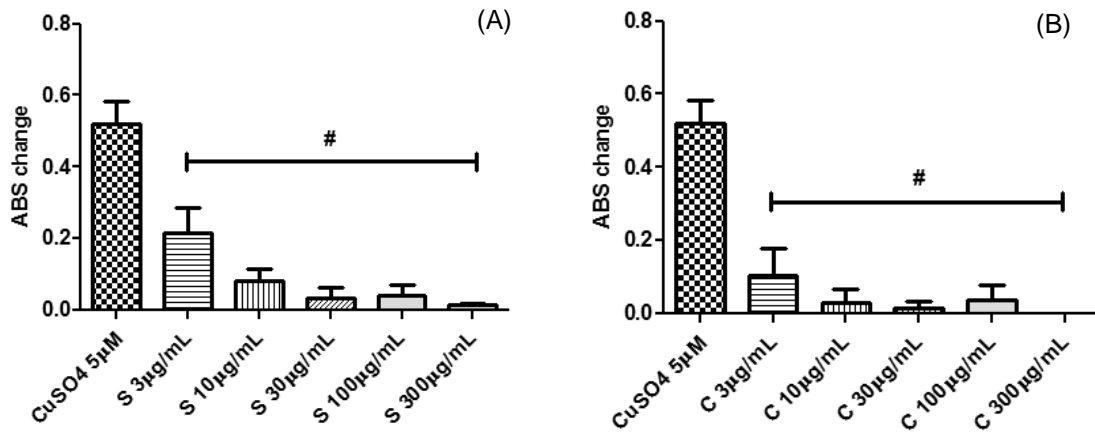 (A)
ABS change
0.8
0.6
0.4
0.2
0.0
#
CuSO4 5μM
S 3μg/mL
S 10μg/mL
S 30μg/mL
S 100μg/mL
S 300μg/mL
(B)
ABS change
0.8
0.6
0.4
0.2
0.0
#
CuSO4 5μM
C 3μg/mL
C 10μg/mL
C 30μg/mL
C 100μg/mL
C 300μg/mL